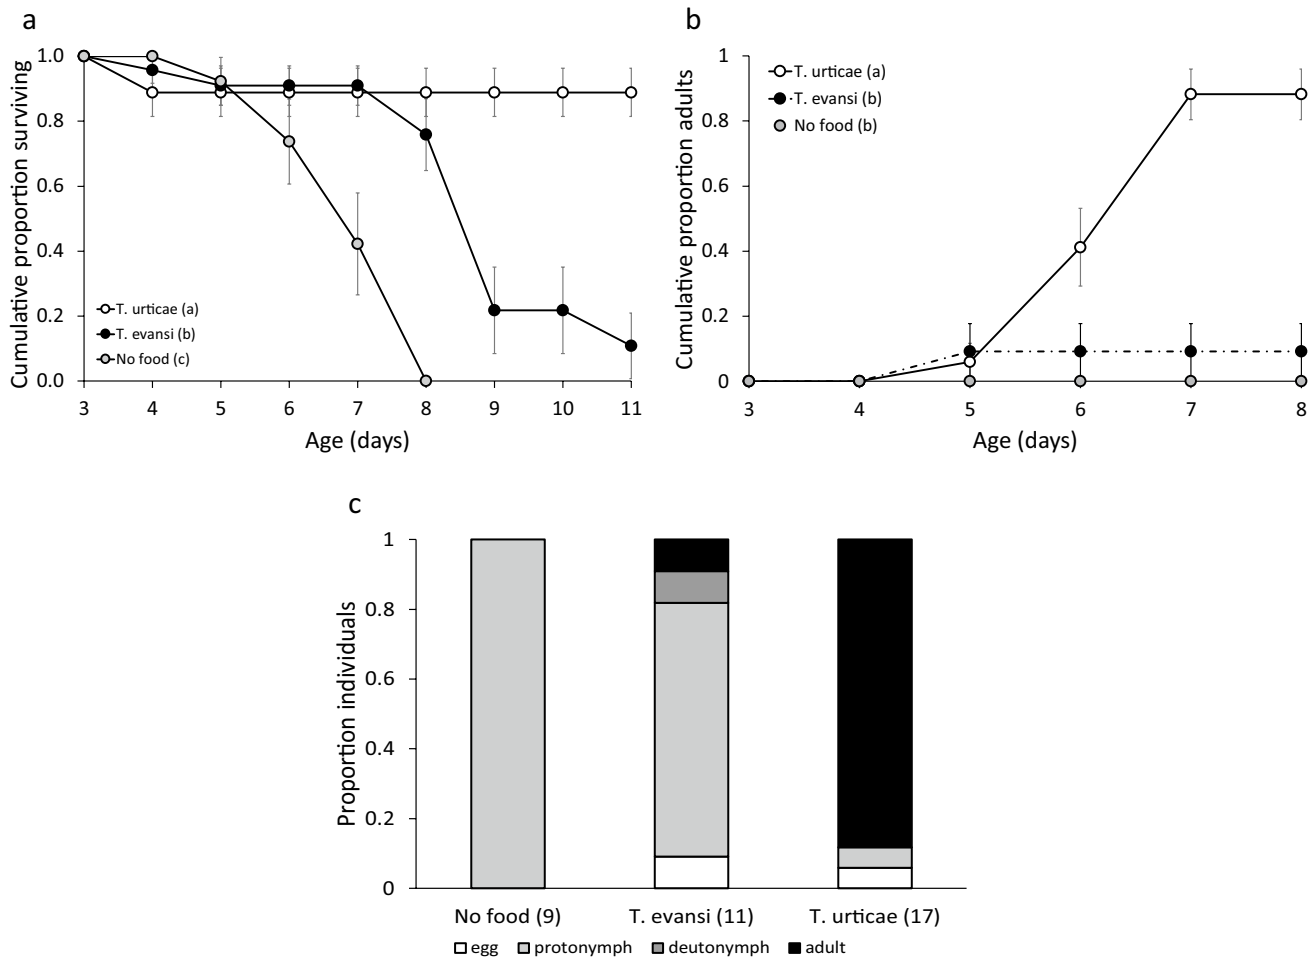 a
Cumulative proportion surviving
1.0
0.8
0.6
0.4
0.2
0.0
T. urticae (a)
T. evansi (b)
No food (c)
3 4 5 6 7 8 9 10 11
Age (days)
b
Cumulative proportion adults
1
0.8
0.6
0.4
0.2
0
T. urticae (a)
T. evansi (b)
No food (b)
3 4 5 6 7 8
Age (days)
c
Proportion individuals
1
0.8
0.6
0.4
0.2
0
No food (9) T. evansi (11) T. urticae (17)
egg protonymph deutonymph adult